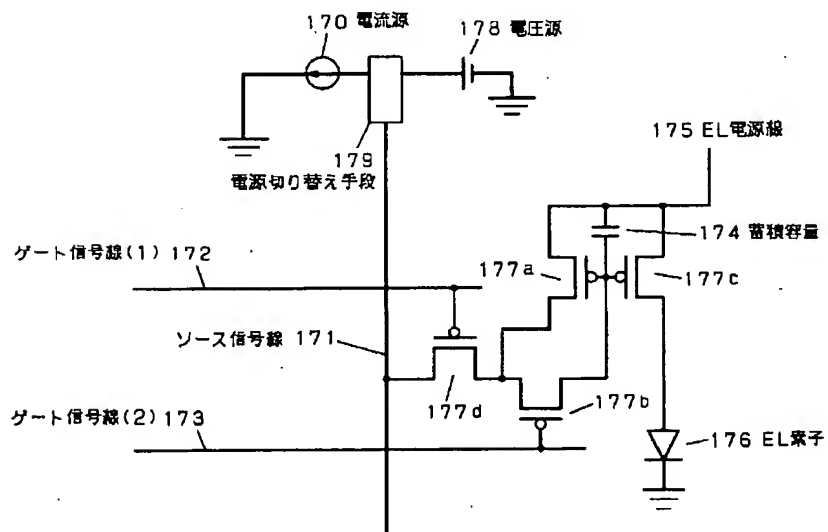 170 電流源
178 電圧源
179
電源切り替え手段
175 EL電源線
174 蓄積容量
ゲート信号線(1) 172
177a
177c
ソース信号線 171
177d
177b
ゲート信号線(2) 173
176 EL素子